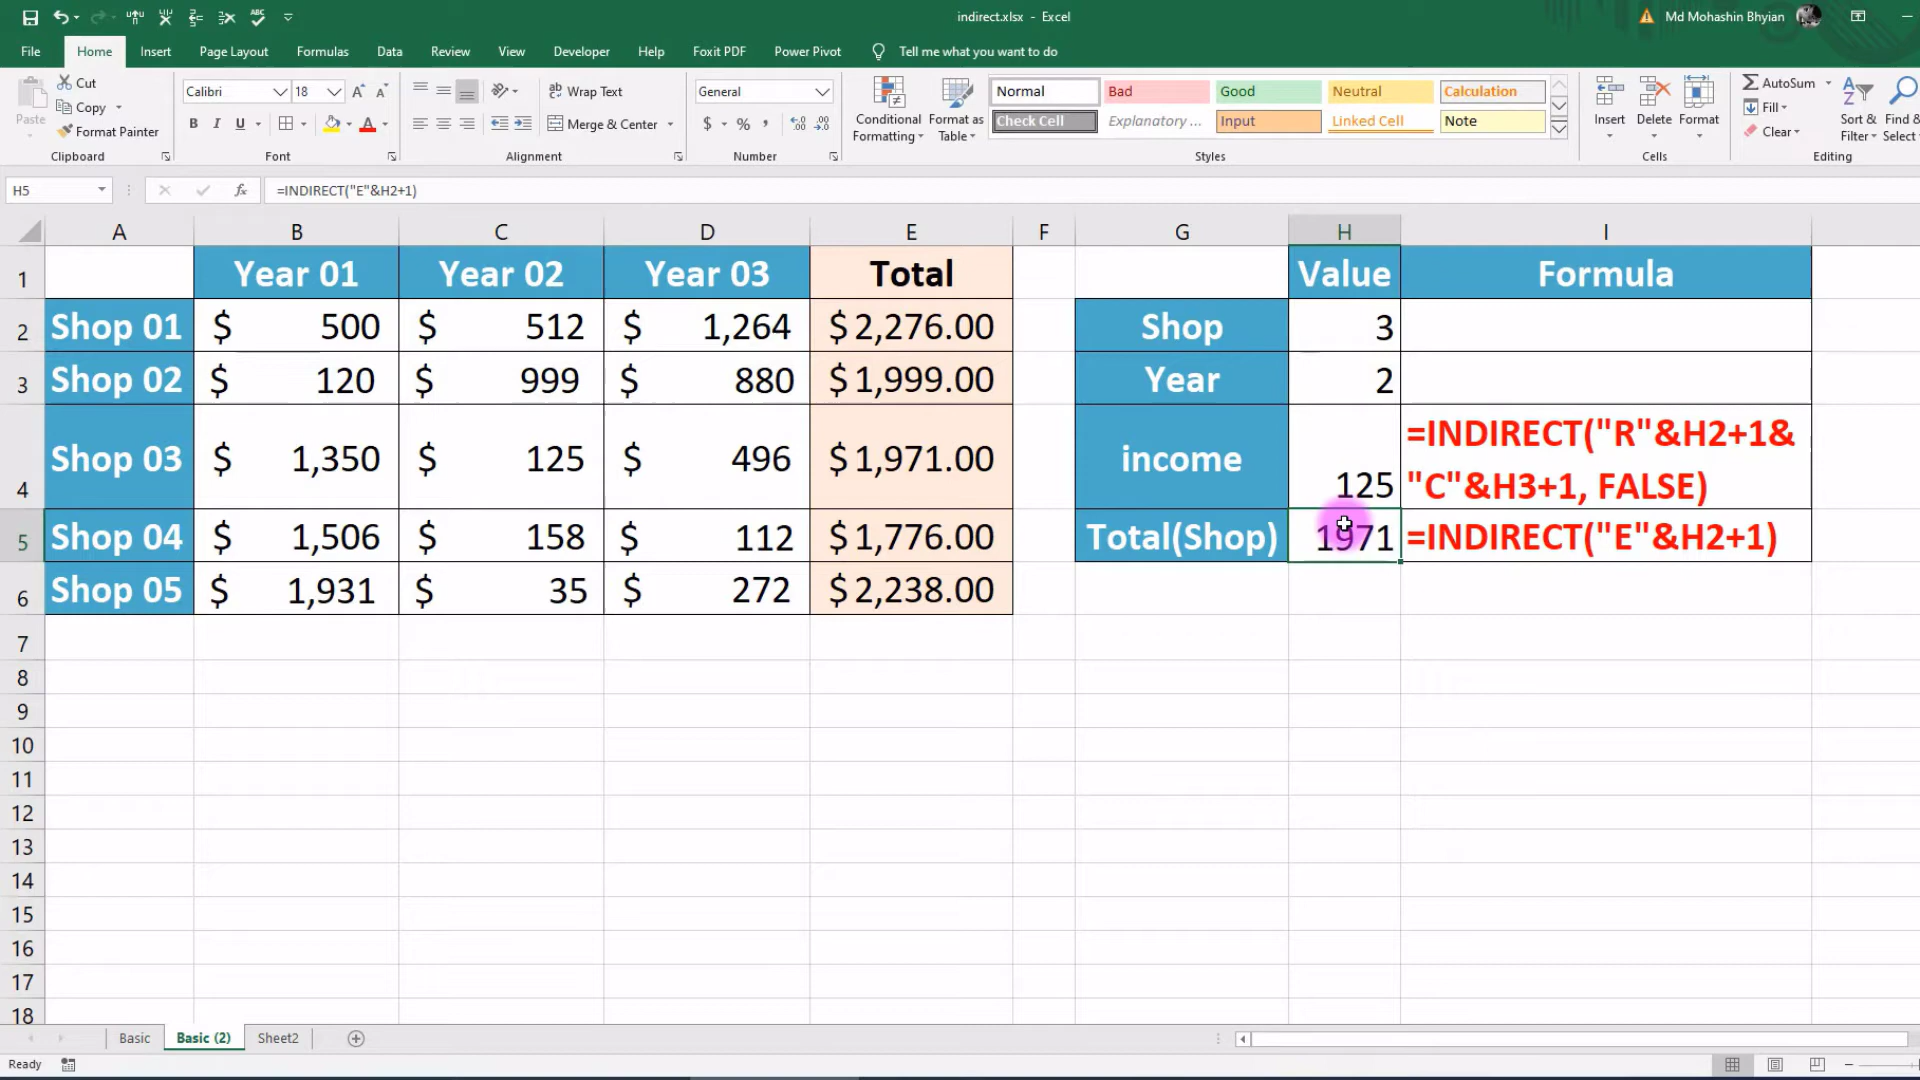 indirect.xlsx - Excel
Md Mohashin Bhyian
File Home Insert Page Layout Formulas Data Review View Developer Help Foxit PDF Power Pivot Tell me what you want to do
Paste
Cut
Copy
Format Painter
Clipboard
Calibri 18
B I U
Font
Wrap Text
Merge & Center
Alignment
General
$ % ,
Number
Conditional
Formatting
Format as
Table
Normal Bad Good Neutral Calculation
Check Cell Explanatory ... Input Linked Cell Note
Styles
Insert Delete Format
Cells
AutoSum
Fill
Clear
Sort &
Filter
Find &
Select
Editing
H5 fx =INDIRECT("E"&H2+1)
A B C D E F G H I
1 Year 01 Year 02 Year 03 Total Value Formula
2 Shop 01 $ 500 $ 512 $ 1,264 $ 2,276.00 Shop 3
3 Shop 02 $ 120 $ 999 $ 880 $ 1,999.00 Year 2
4 Shop 03 $ 1,350 $ 125 $ 496 $ 1,971.00 income 125 =INDIRECT("R"&H2+1&
"C"&H3+1, FALSE)
5 Shop 04 $ 1,506 $ 158 $ 112 $ 1,776.00 Total(Shop) 1971 =INDIRECT("E"&H2+1)
6 Shop 05 $ 1,931 $ 35 $ 272 $ 2,238.00
7
8
9
10
11
12
13
14
15
16
17
18
Basic Basic (2) Sheet2
Ready